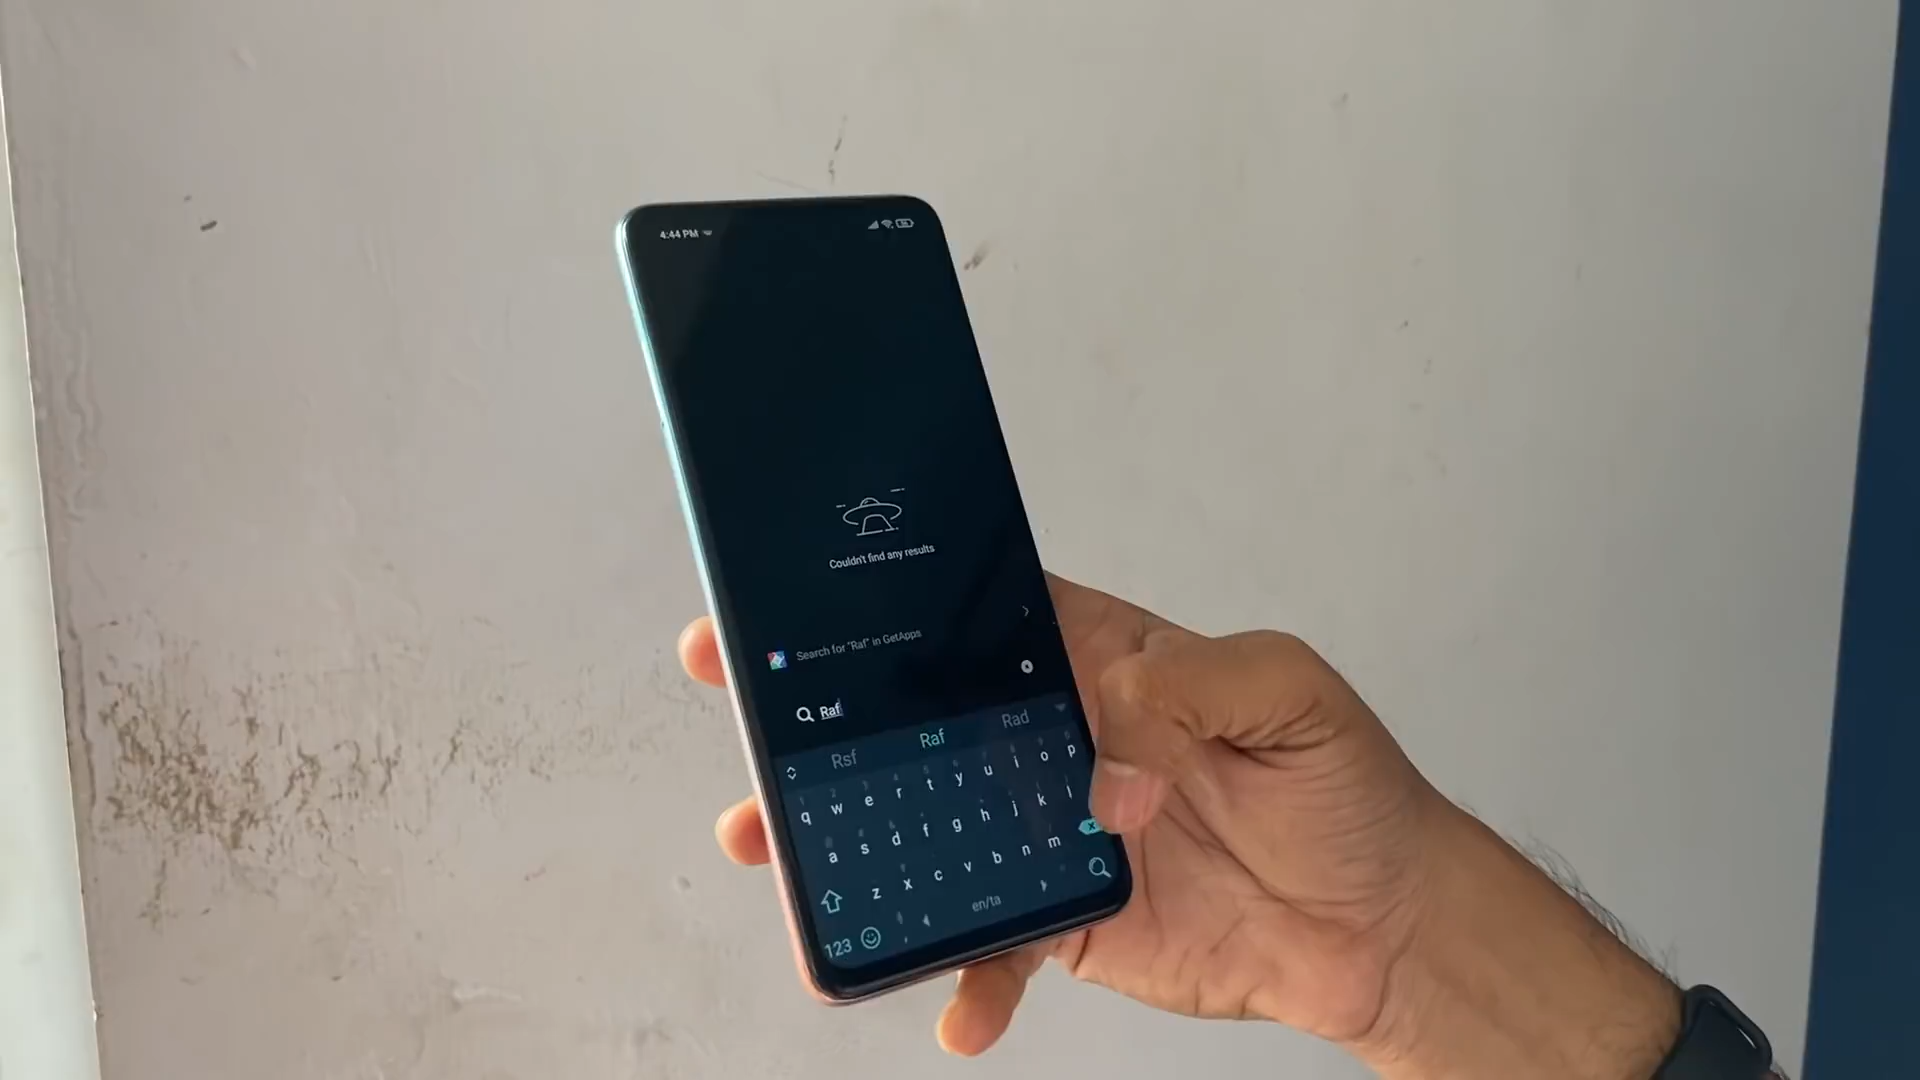 4:44 PM
Couldn't find any results
Search for "Raf" in GetApps
Raf
Rsf Raf Rad
q w e r t y u i o p
a s d f g h j k l
z x c v b n m
123 , en/ta